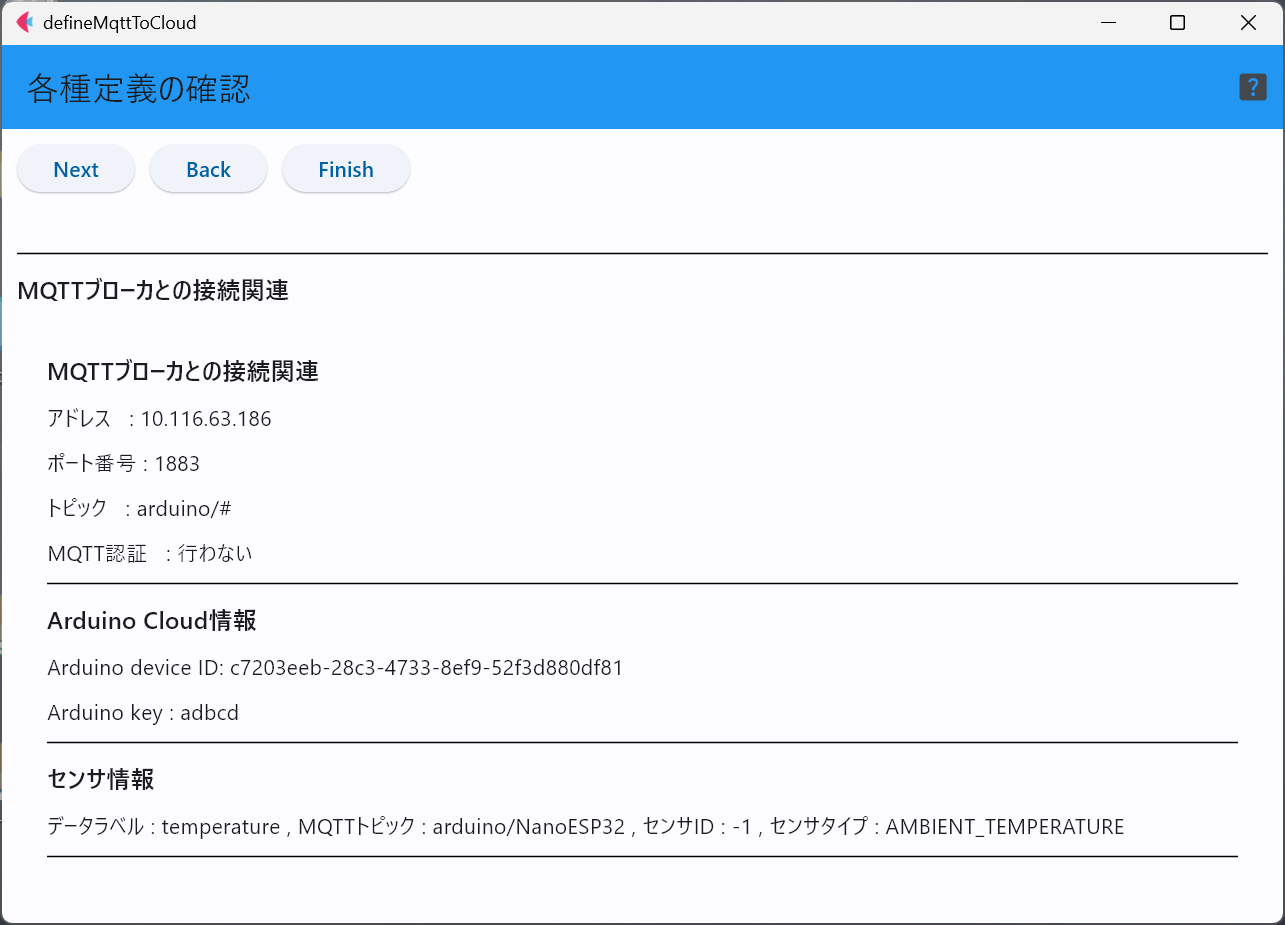 defineMqttToCloud
各種定義の確認
?
Next Back Finish
MQTTブローカとの接続関連
MQTTブローカとの接続関連
アドレス : 10.116.63.186
ポート番号 : 1883
トピック : arduino/#
MQTT認証 : 行わない
Arduino Cloud情報
Arduino device ID: c7203eeb-28c3-4733-8ef9-52f3d880df81
Arduino key : adbcd
センサ情報
データラベル : temperature , MQTTトピック : arduino/NanoESP32 , センサID : -1 , センサタイプ : AMBIENT_TEMPERATURE